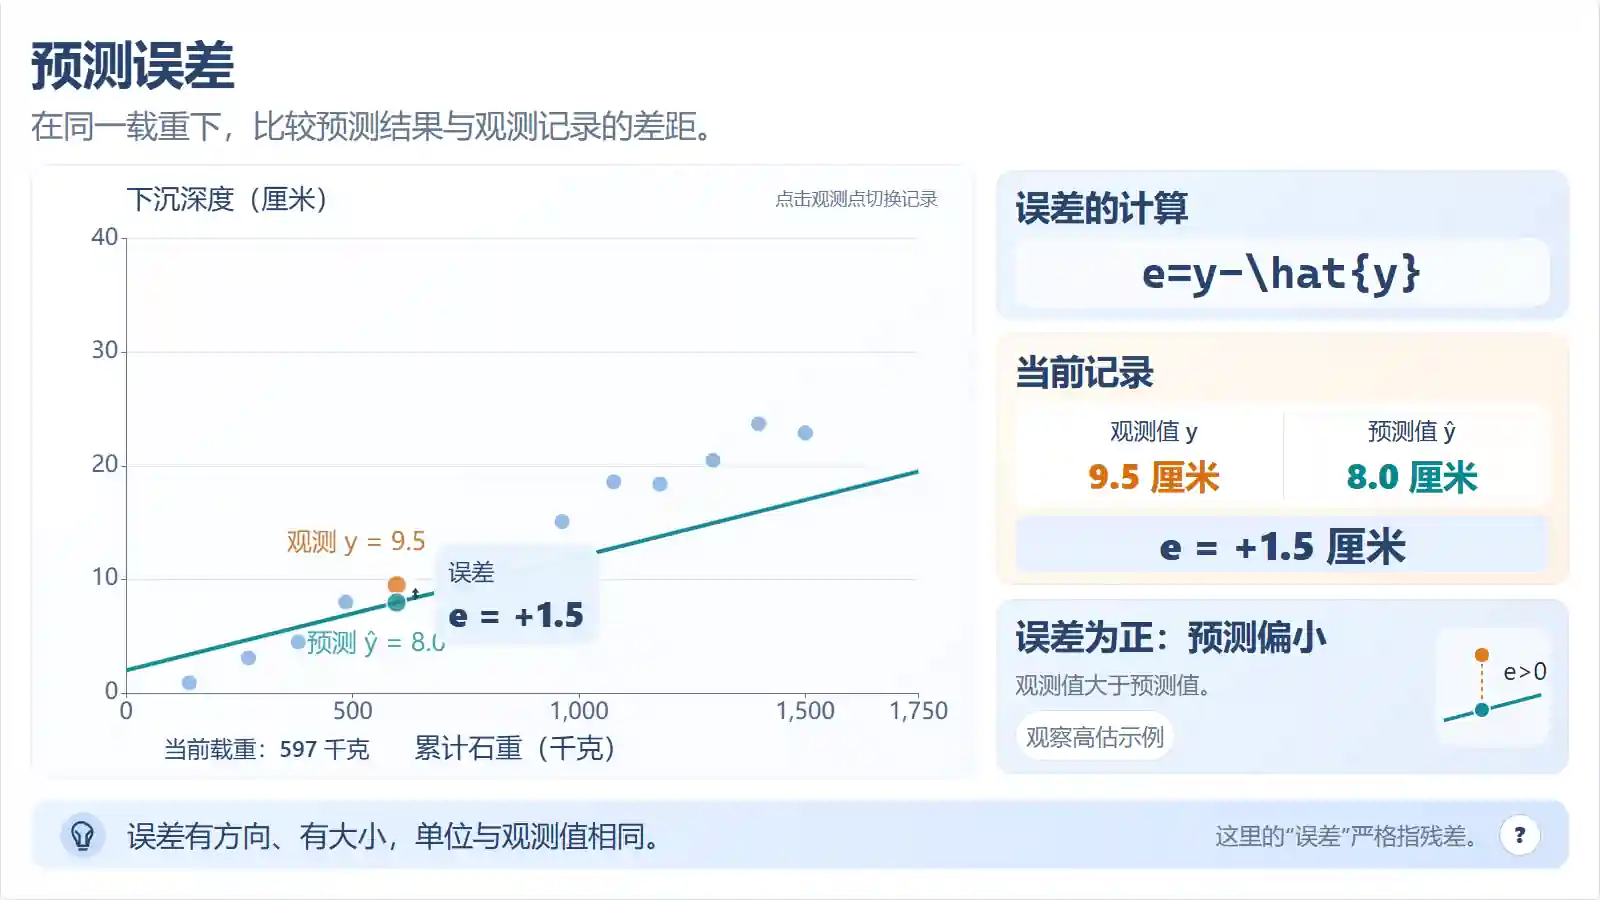 预测误差
在同一载重下，比较预测结果与观测记录的差距。
下沉深度（厘米）
点击观测点切换记录
40
30
20
10
0
观测 y = 9.5
误差
e = +1.5
预测 ŷ = 8.0
0
500
1,000
1,500
1,750
当前载重：597 千克
累计石重（千克）
误差的计算
e=y-\hat{y}
当前记录
观测值 y
9.5 厘米
预测值 ŷ
8.0 厘米
e = +1.5 厘米
误差为正：预测偏小
观测值大于预测值。
观察高估示例
e>0
误差有方向、有大小，单位与观测值相同。
这里的“误差”严格指残差。
?